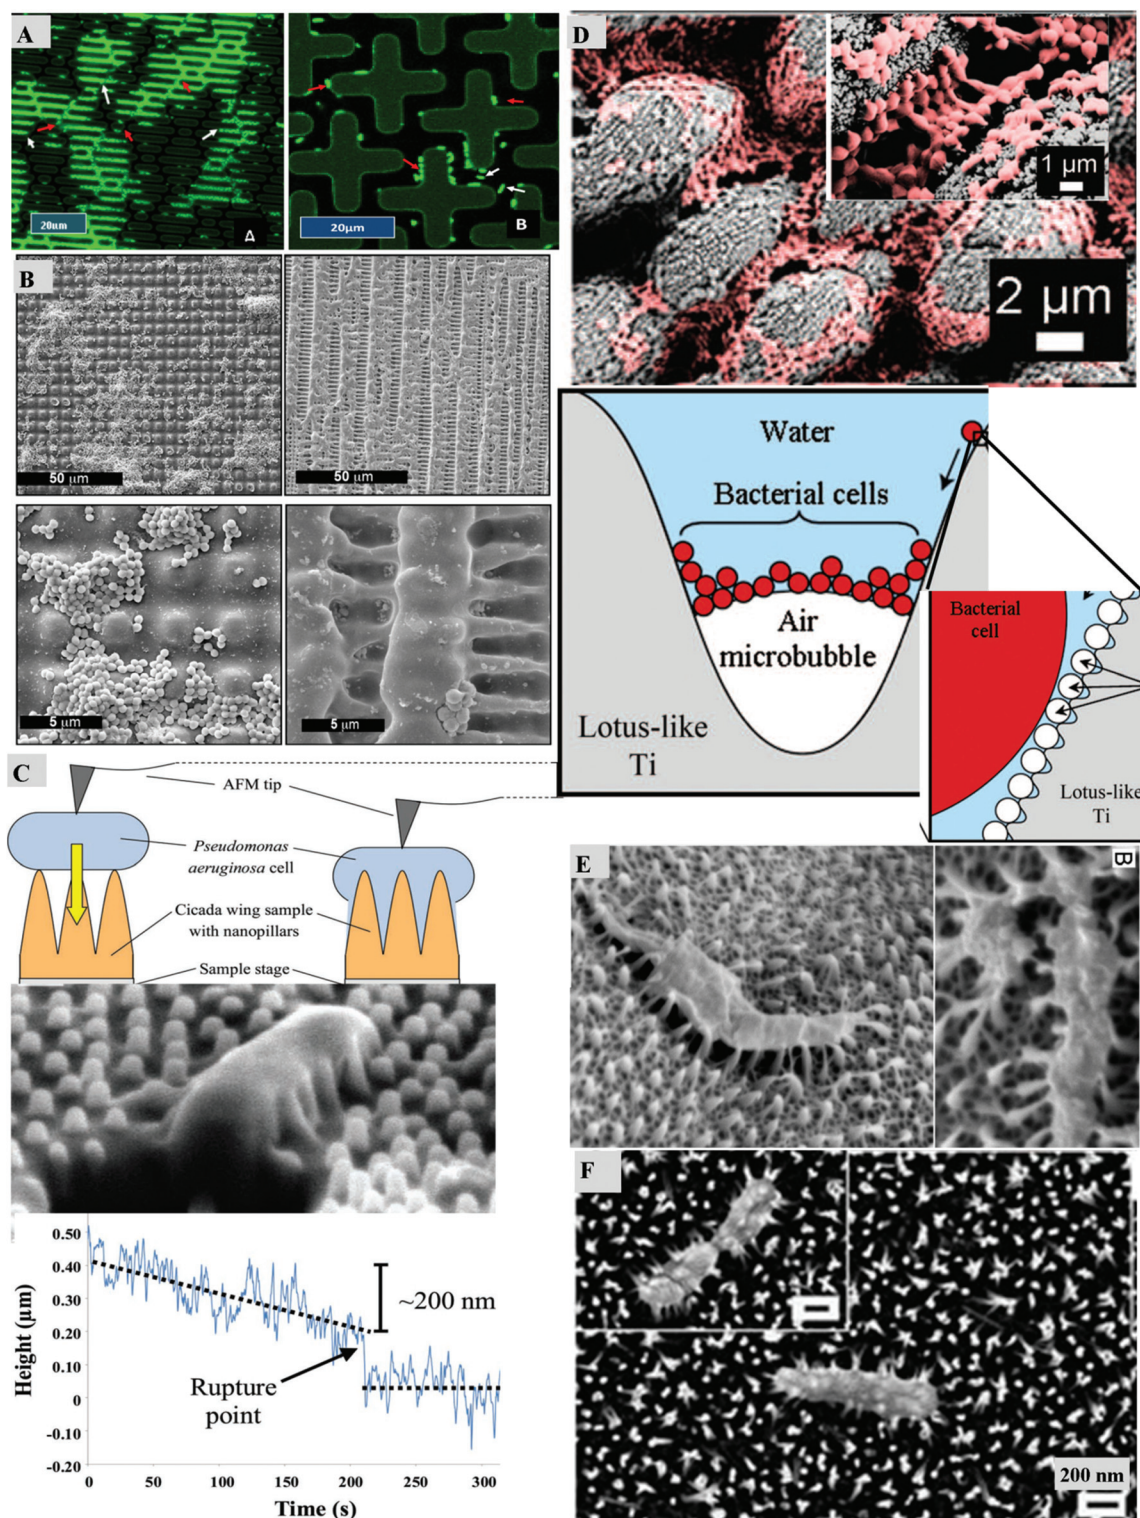 A
20μm
A
20μm
B
B
50 μm
50 μm
5 μm
5 μm
C
AFM tip
Pseudomonas
aeruginosa cell
Cicada wing sample
with nanopillars
Sample stage
0.50
0.40
0.30
0.20
0.10
0
-0.10
-0.20
Height (μm)
~200 nm
Rupture
point
0
50
100
150
200
250
300
Time (s)
D
1 μm
2 μm
Water
Bacterial cells
Air
microbubble
Lotus-like
Ti
Bacterial
cell
Lotus-like
Ti
E
B
F
200 nm